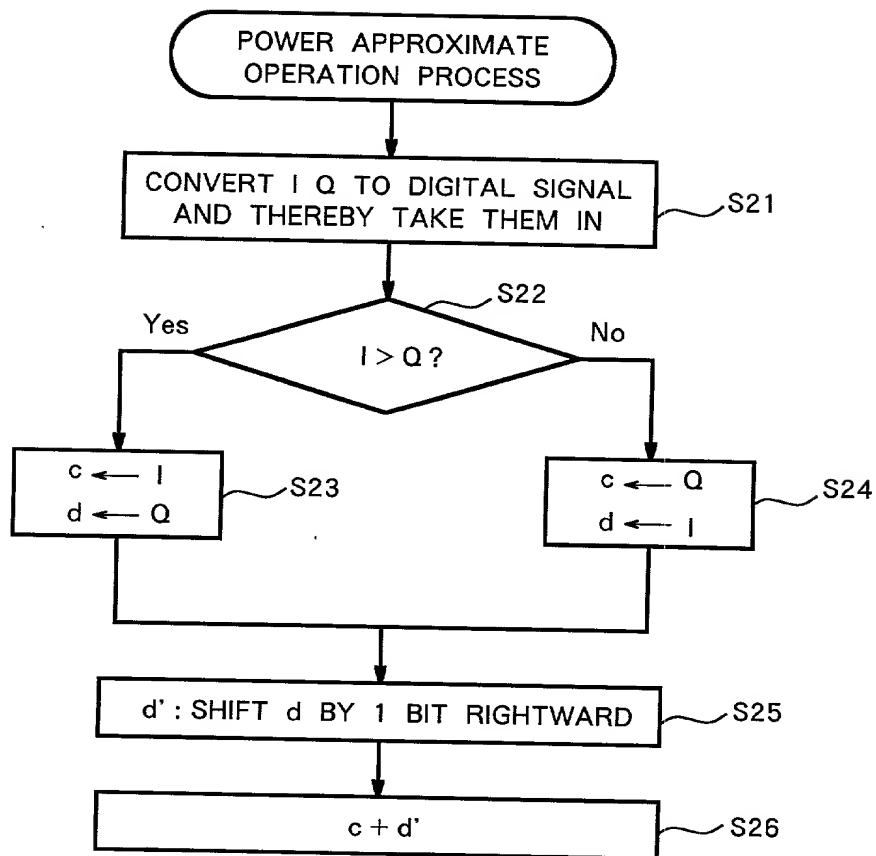 POWER APPROXIMATE
OPERATION PROCESS
CONVERT I Q TO DIGITAL SIGNAL
AND THEREBY TAKE THEM IN
S21
S22
Yes
No
I > Q ?
c ← I
d ← Q
S23
c ← Q
d ← I
S24
d' : SHIFT d BY 1 BIT RIGHTWARD
S25
c + d'
S26